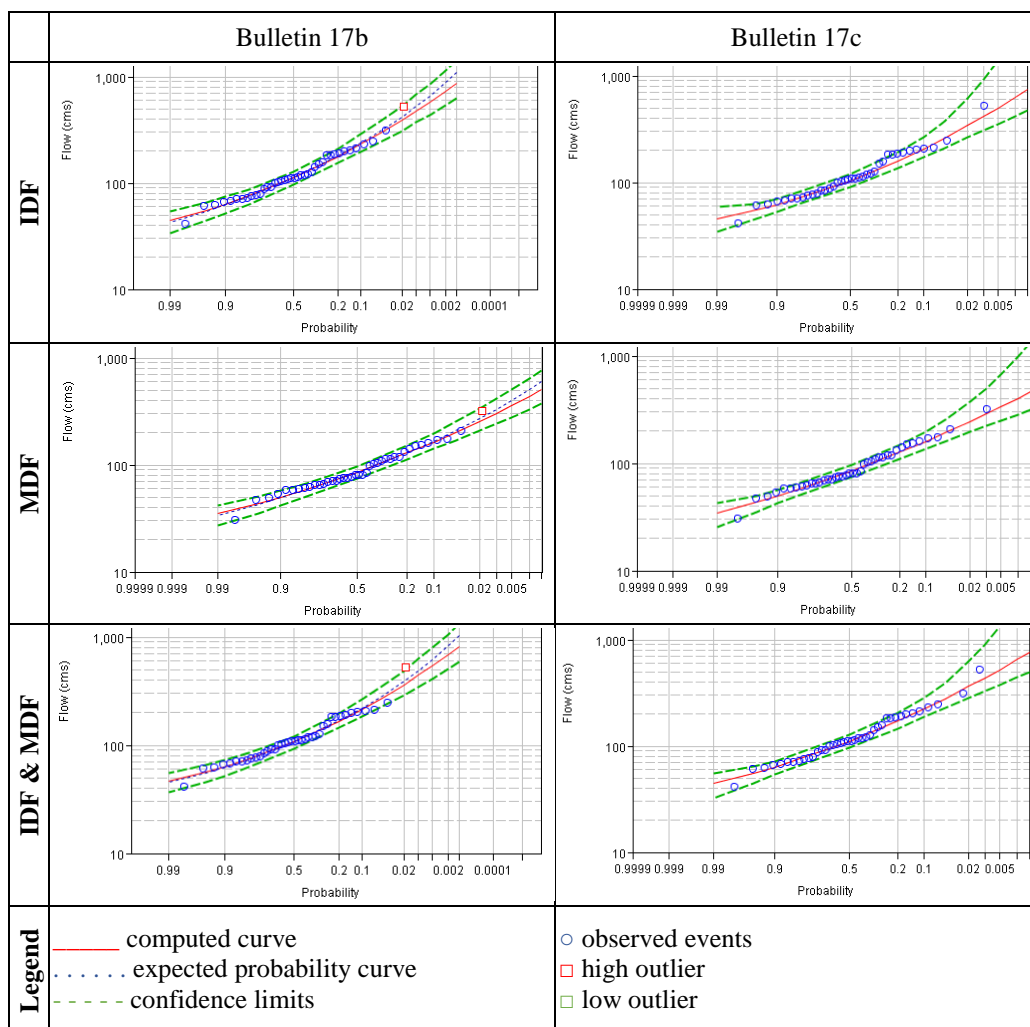 Bulletin 17b
Bulletin 17c
IDF
1,000
100
10
Flow (cms)
0.99 0.9 0.5 0.2 0.1 0.02 0.002 0.0001
Probability
1,000
100
10
Flow (cms)
0.9999 0.999 0.99 0.9 0.5 0.2 0.1 0.02 0.005
Probability
MDF
1,000
100
10
Flow (cms)
0.9999 0.999 0.99 0.9 0.5 0.2 0.1 0.02 0.005
Probability
1,000
100
10
Flow (cms)
0.9999 0.999 0.99 0.9 0.5 0.2 0.1 0.02 0.005
Probability
IDF & MDF
1,000
100
10
Flow (cms)
0.99 0.9 0.5 0.2 0.1 0.02 0.002 0.0001
Probability
1,000
100
10
Flow (cms)
0.9999 0.999 0.99 0.9 0.5 0.2 0.1 0.02 0.005
Probability
Legend
computed curve
expected probability curve
confidence limits
observed events
high outlier
low outlier